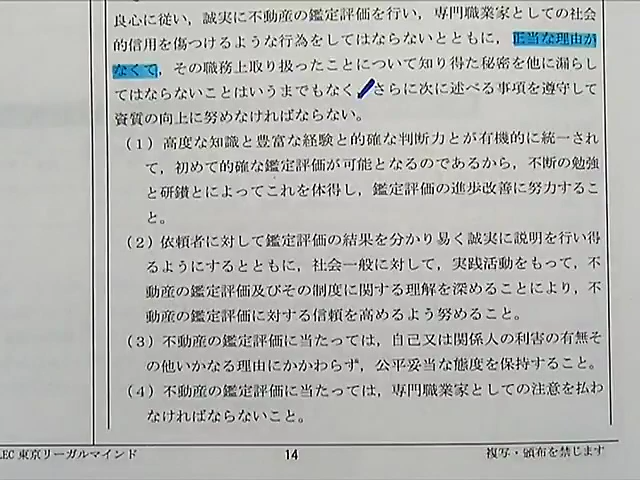 良心に従い，誠実に不動産の鑑定評価を行い，専門職業家としての社会
的信用を傷つけるような行為をしてはならないとともに，正当な理由が
なくて，その職務上取り扱ったことについて知り得た秘密を他に漏らし
てはならないことはいうまでもなく，さらに次に述べる事項を遵守して
資質の向上に努めなければならない。
（1）高度な知識と豊富な経験と的確な判断力とが有機的に統一され
て，初めて的確な鑑定評価が可能となるのであるから，不断の勉強
と研鑽とによってこれを体得し，鑑定評価の進歩改善に努力するこ
と。
（2）依頼者に対して鑑定評価の結果を分かり易く誠実に説明を行い得
るようにするとともに，社会一般に対して，実践活動をもって，不
動産の鑑定評価及びその制度に関する理解を深めることにより，不
動産の鑑定評価に対する信頼を高めるよう努めること。
（3）不動産の鑑定評価に当たっては，自己又は関係人の利害の有無そ
の他いかなる理由にかかわらず，公平妥当な態度を保持すること。
（4）不動産の鑑定評価に当たっては，専門職業家としての注意を払わ
なければならないこと。
LEC 東京リーガルマインド
14
複写・頒布を禁じます